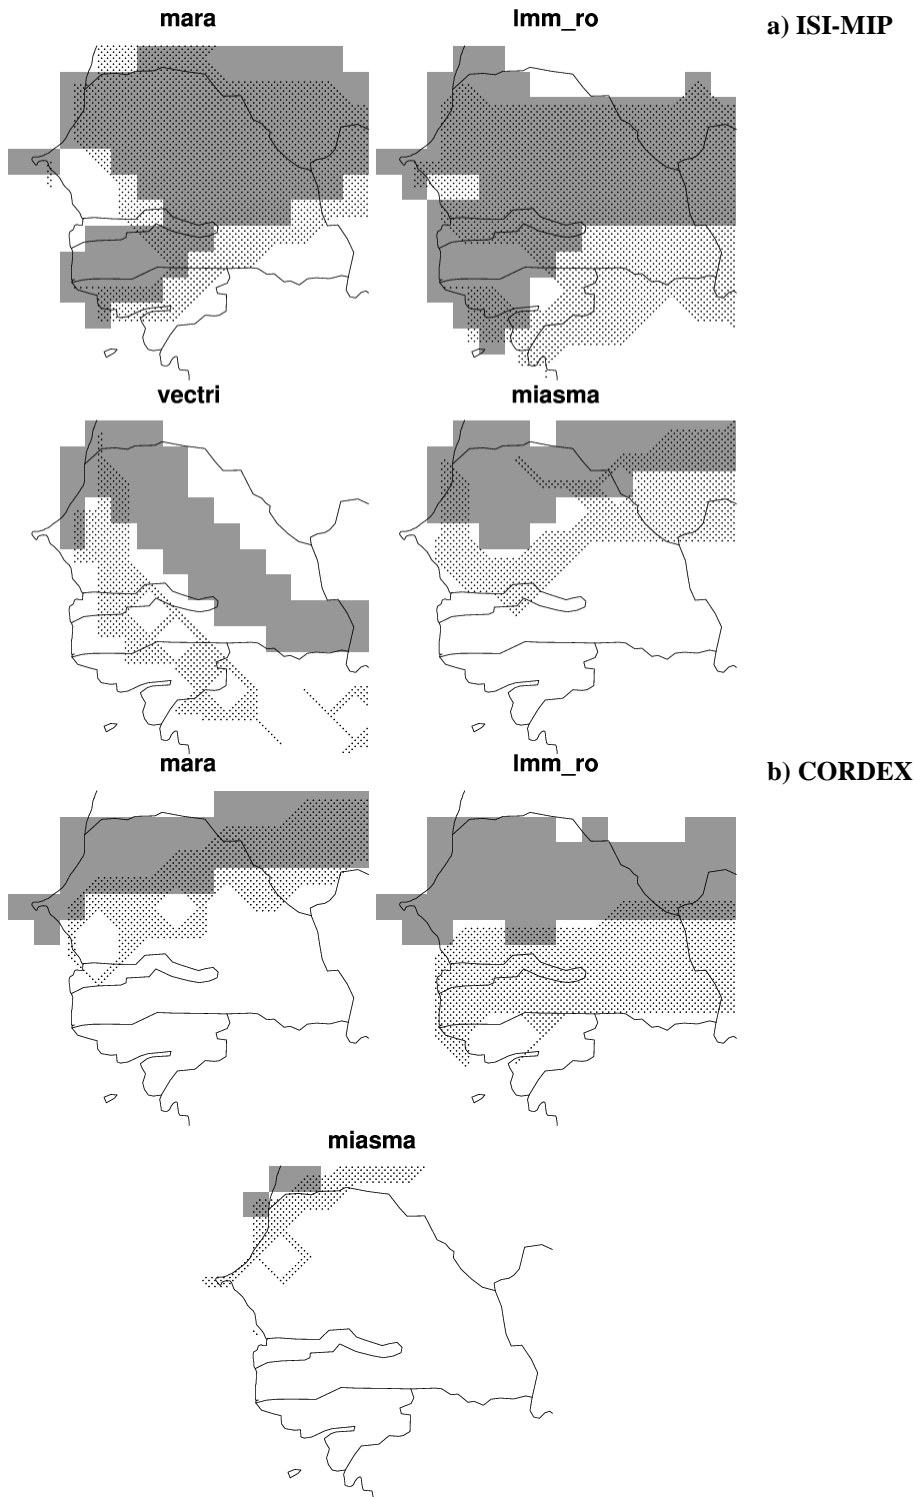 mara
lmm_ro
a) ISI-MIP
vectri
miasma
mara
lmm_ro
b) CORDEX
miasma